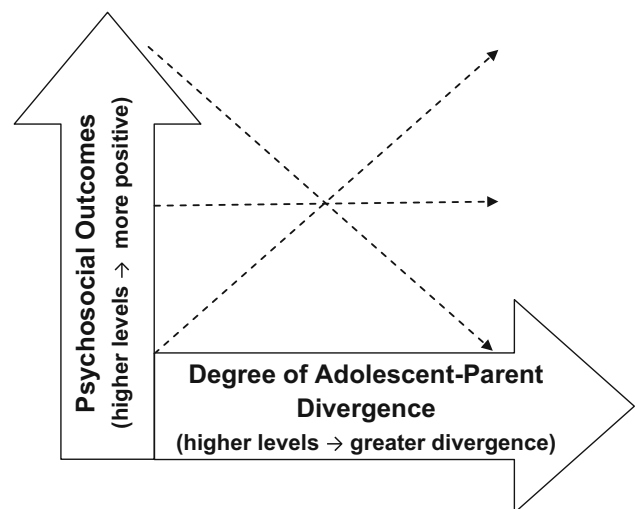 Psychosocial Outcomes
(higher levels → more positive)
Degree of Adolescent-Parent
Divergence
(higher levels → greater divergence)